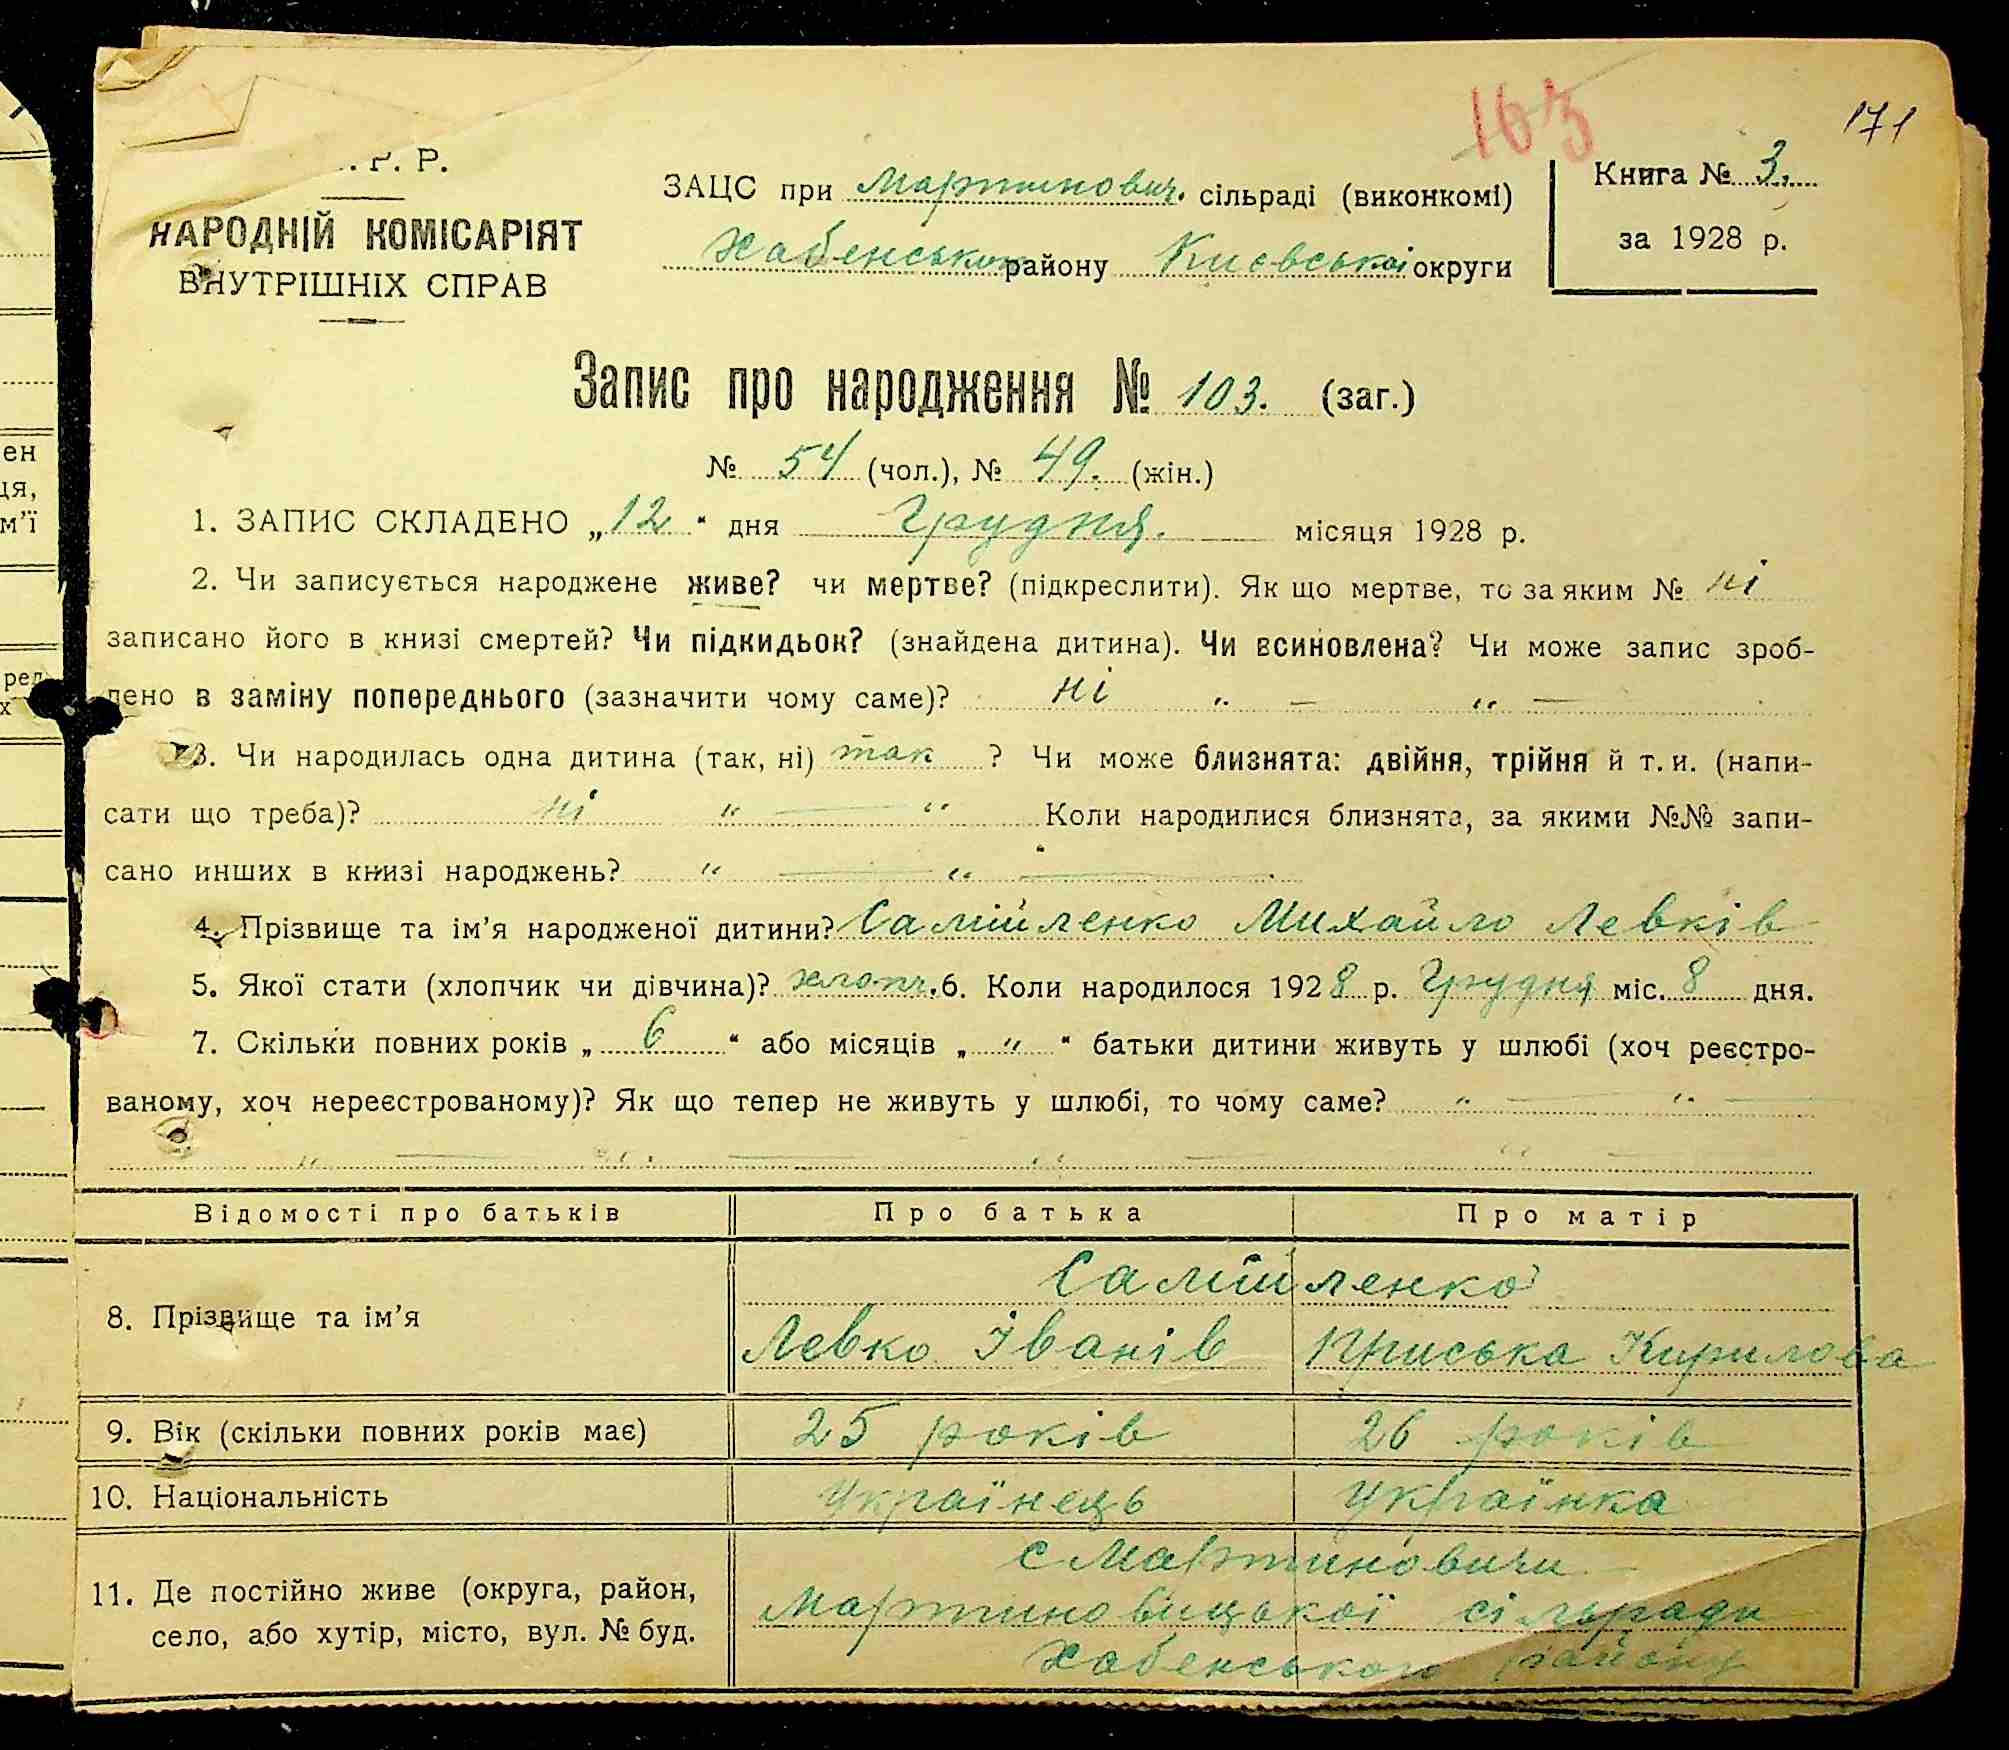 163
171
Р. Р.
НАРОДНІЙ КОМІСАРІЯТ
ВНУТРІШНІХ СПРАВ
ЗАЦС при Мартинович. сільраді (виконкомі)
Хабенського району Київської округи
Книга № 3.
за 1928 р.
Запис про народження № 103. (заг.)
№ 54 (чол.), № 49. (жін.)
1. ЗАПИС СКЛАДЕНО „12“ дня Грудня. місяця 1928 р.
2. Чи записується народжене живе? чи мертве? (підкреслити). Як що мертве, то за яким № ні
записано його в книзі смертей? Чи підкидьок? (знайдена дитина). Чи всиновлена? Чи може запис зроб-
лено в заміну попереднього (зазначити чому саме)? ні „ — „ —
3. Чи народилась одна дитина (так, ні) так ? Чи може близнята: двійня, трійня й т. и. (напи-
сати що треба)? ні „ — „ Коли народилися близнята, за якими №№ запи-
сано инших в книзі народжень? „ — „ —
4. Прізвище та ім'я народженої дитини? Самійленко Михайло Левків
5. Якої стати (хлопчик чи дівчина)? хлопч. 6. Коли народилося 1928 р. Грудня міс. 8 дня.
7. Скільки повних років „ 6 “ або місяців „ „ “ батьки дитини живуть у шлюбі (хоч реєстро-
ваному, хоч нереєстрованому)? Як що тепер не живуть у шлюбі, то чому саме? „ — „ —
„ — „ — „ — „ —
Відомості про батьків Про батька Про матір
Самійленко
8. Прізвище та ім'я
Левко Іванів Приська Кирилова
9. Вік (скільки повних років має) 25 років 26 років
10. Національність Українець Українка
с Мартиновичи
11. Де постійно живе (округа, район,
Мартиновицької сільради
село, або хутір, місто, вул. № буд.
Хабенського району
ен
ця,
м'ї
ред
х